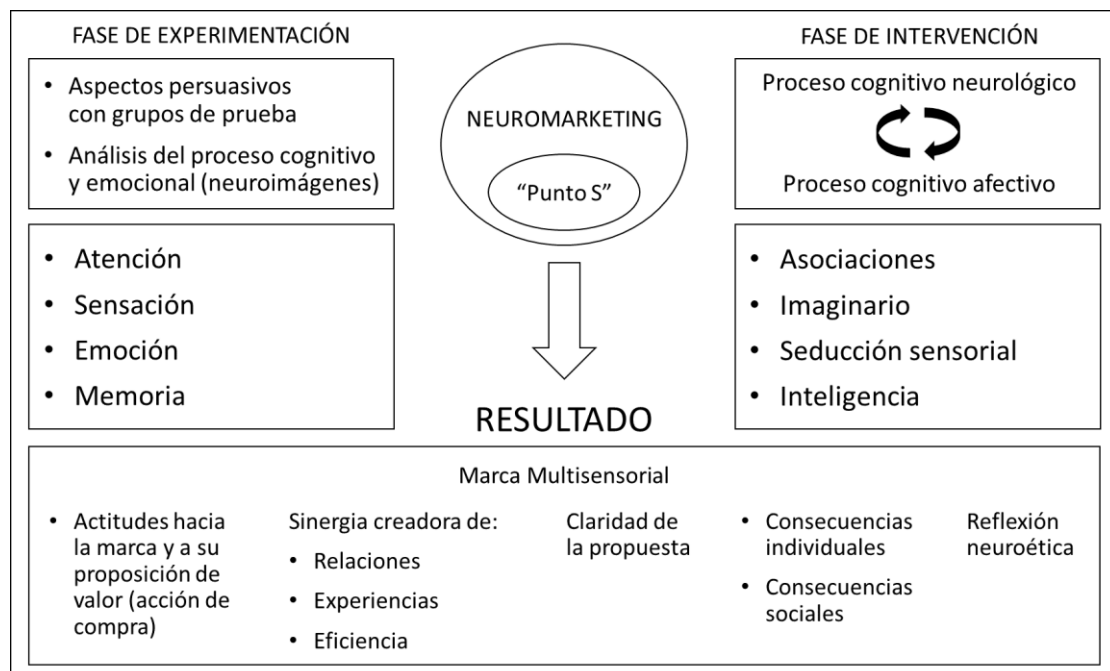 FASE DE EXPERIMENTACIÓN
• Aspectos persuasivos
con grupos de prueba
• Análisis del proceso cognitivo
y emocional (neuroimágenes)
• Atención
• Sensación
• Emoción
• Memoria
NEUROMARKETING
“Punto S”
FASE DE INTERVENCIÓN
Proceso cognitivo neurológico
Proceso cognitivo afectivo
• Asociaciones
• Imaginario
• Seducción sensorial
• Inteligencia
RESULTADO
Marca Multisensorial
• Actitudes hacia
la marca y a su
proposición de
valor (acción de
compra)
Sinergia creadora de:
• Relaciones
• Experiencias
• Eficiencia
Claridad de
la propuesta
• Consecuencias
individuales
• Consecuencias
sociales
Reflexión
neuroética